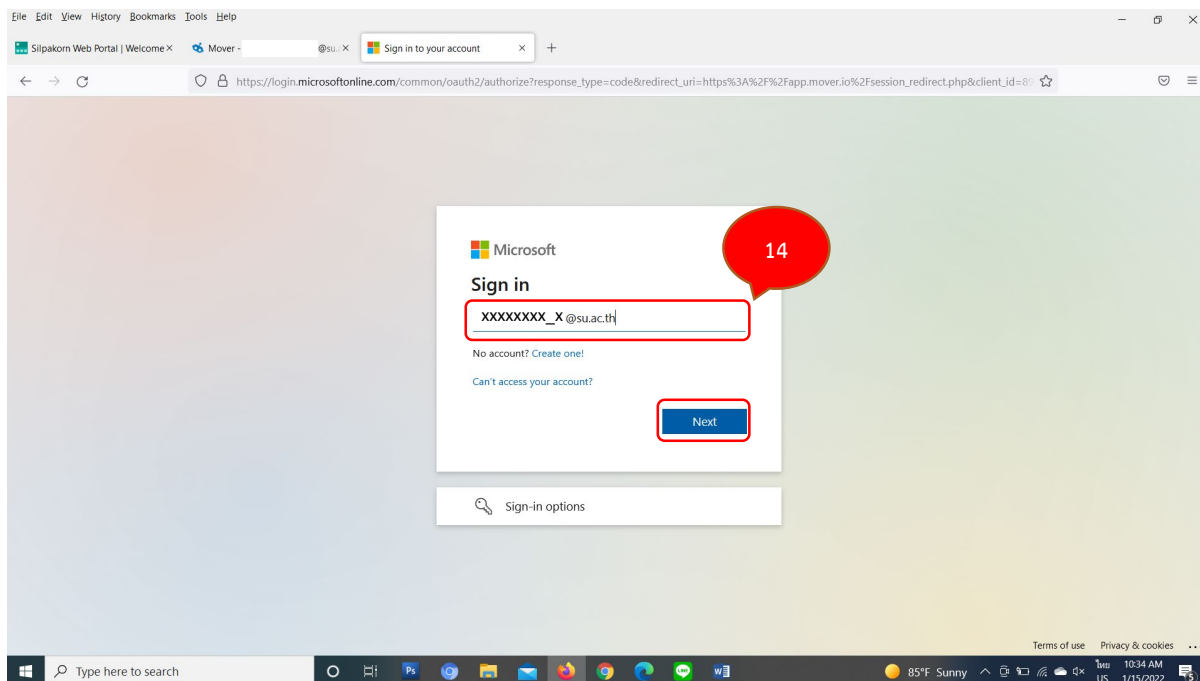 File Edit View History Bookmarks Tools Help
Silpakorn Web Portal | Welcome
Mover - @su.
Sign in to your account
https://login.microsoftonline.com/common/oauth2/authorize?response_type=code&redirect_uri=https%3A%2F%2Fapp.mover.io%2Fsession_redirect.php&client_id=89
Microsoft
14
Sign in
XXXXXXXX_X @su.ac.th
No account? Create one!
Can't access your account?
Next
Sign-in options
Terms of use Privacy & cookies ...
Type here to search
Ps
LINE
W
85°F Sunny
ไทย
10:34 AM
US
1/15/2022